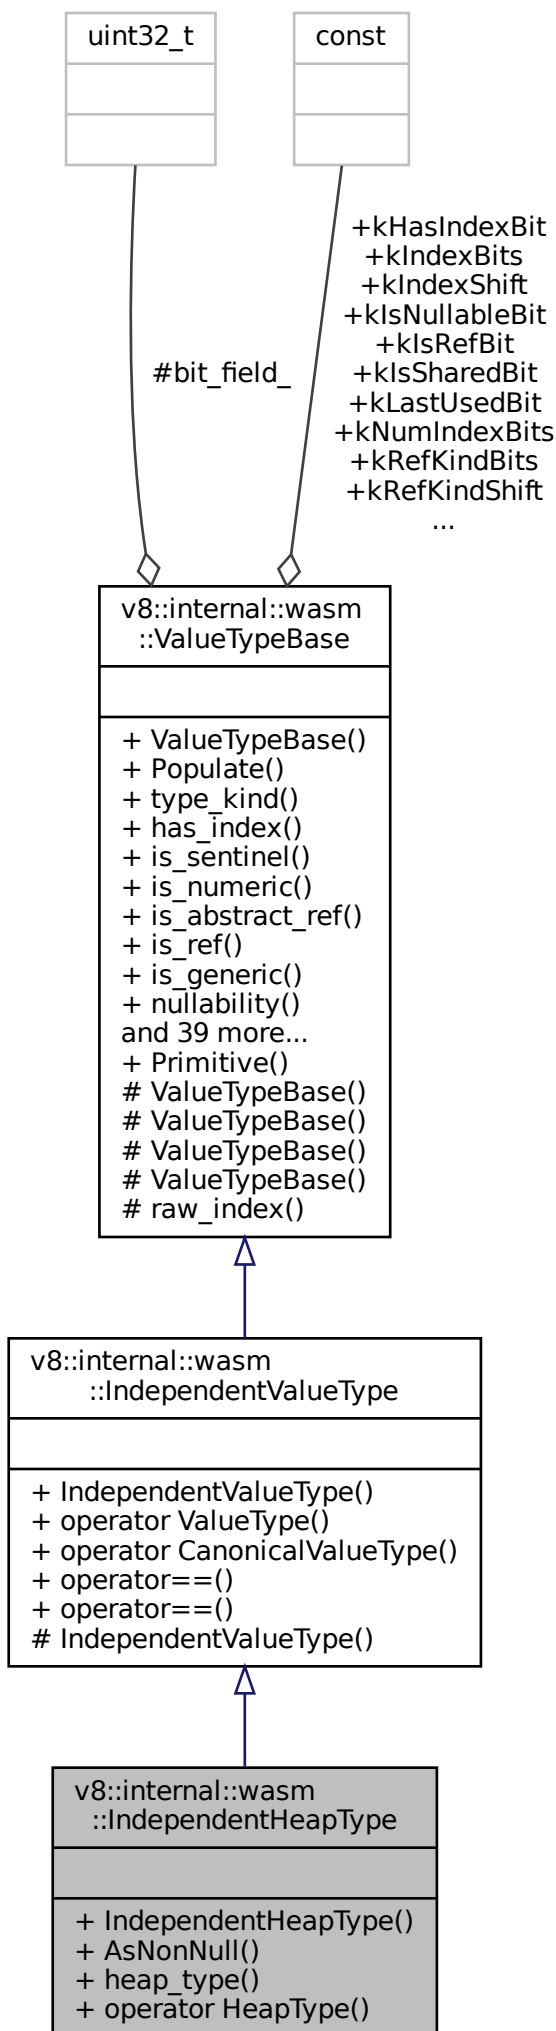 uint32_t
const
+kHasIndexBit
+kIndexBits
+kIndexShift
+kIsNullableBit
+kIsRefBit
#bit_field_
+kIsSharedBit
+kLastUsedBit
+kNumIndexBits
+kRefKindBits
+kRefKindShift
...
v8::internal::wasm
::ValueTypeBase
+ ValueTypeBase()
+ Populate()
+ type_kind()
+ has_index()
+ is_sentinel()
+ is_numeric()
+ is_abstract_ref()
+ is_ref()
+ is_generic()
+ nullability()
and 39 more...
+ Primitive()
# ValueTypeBase()
# ValueTypeBase()
# ValueTypeBase()
# ValueTypeBase()
# raw_index()
v8::internal::wasm
::IndependentValueType
+ IndependentValueType()
+ operator ValueType()
+ operator CanonicalValueType()
+ operator==()
+ operator==()
# IndependentValueType()
v8::internal::wasm
::IndependentHeapType
+ IndependentHeapType()
+ AsNonNull()
+ heap_type()
+ operator HeapType()